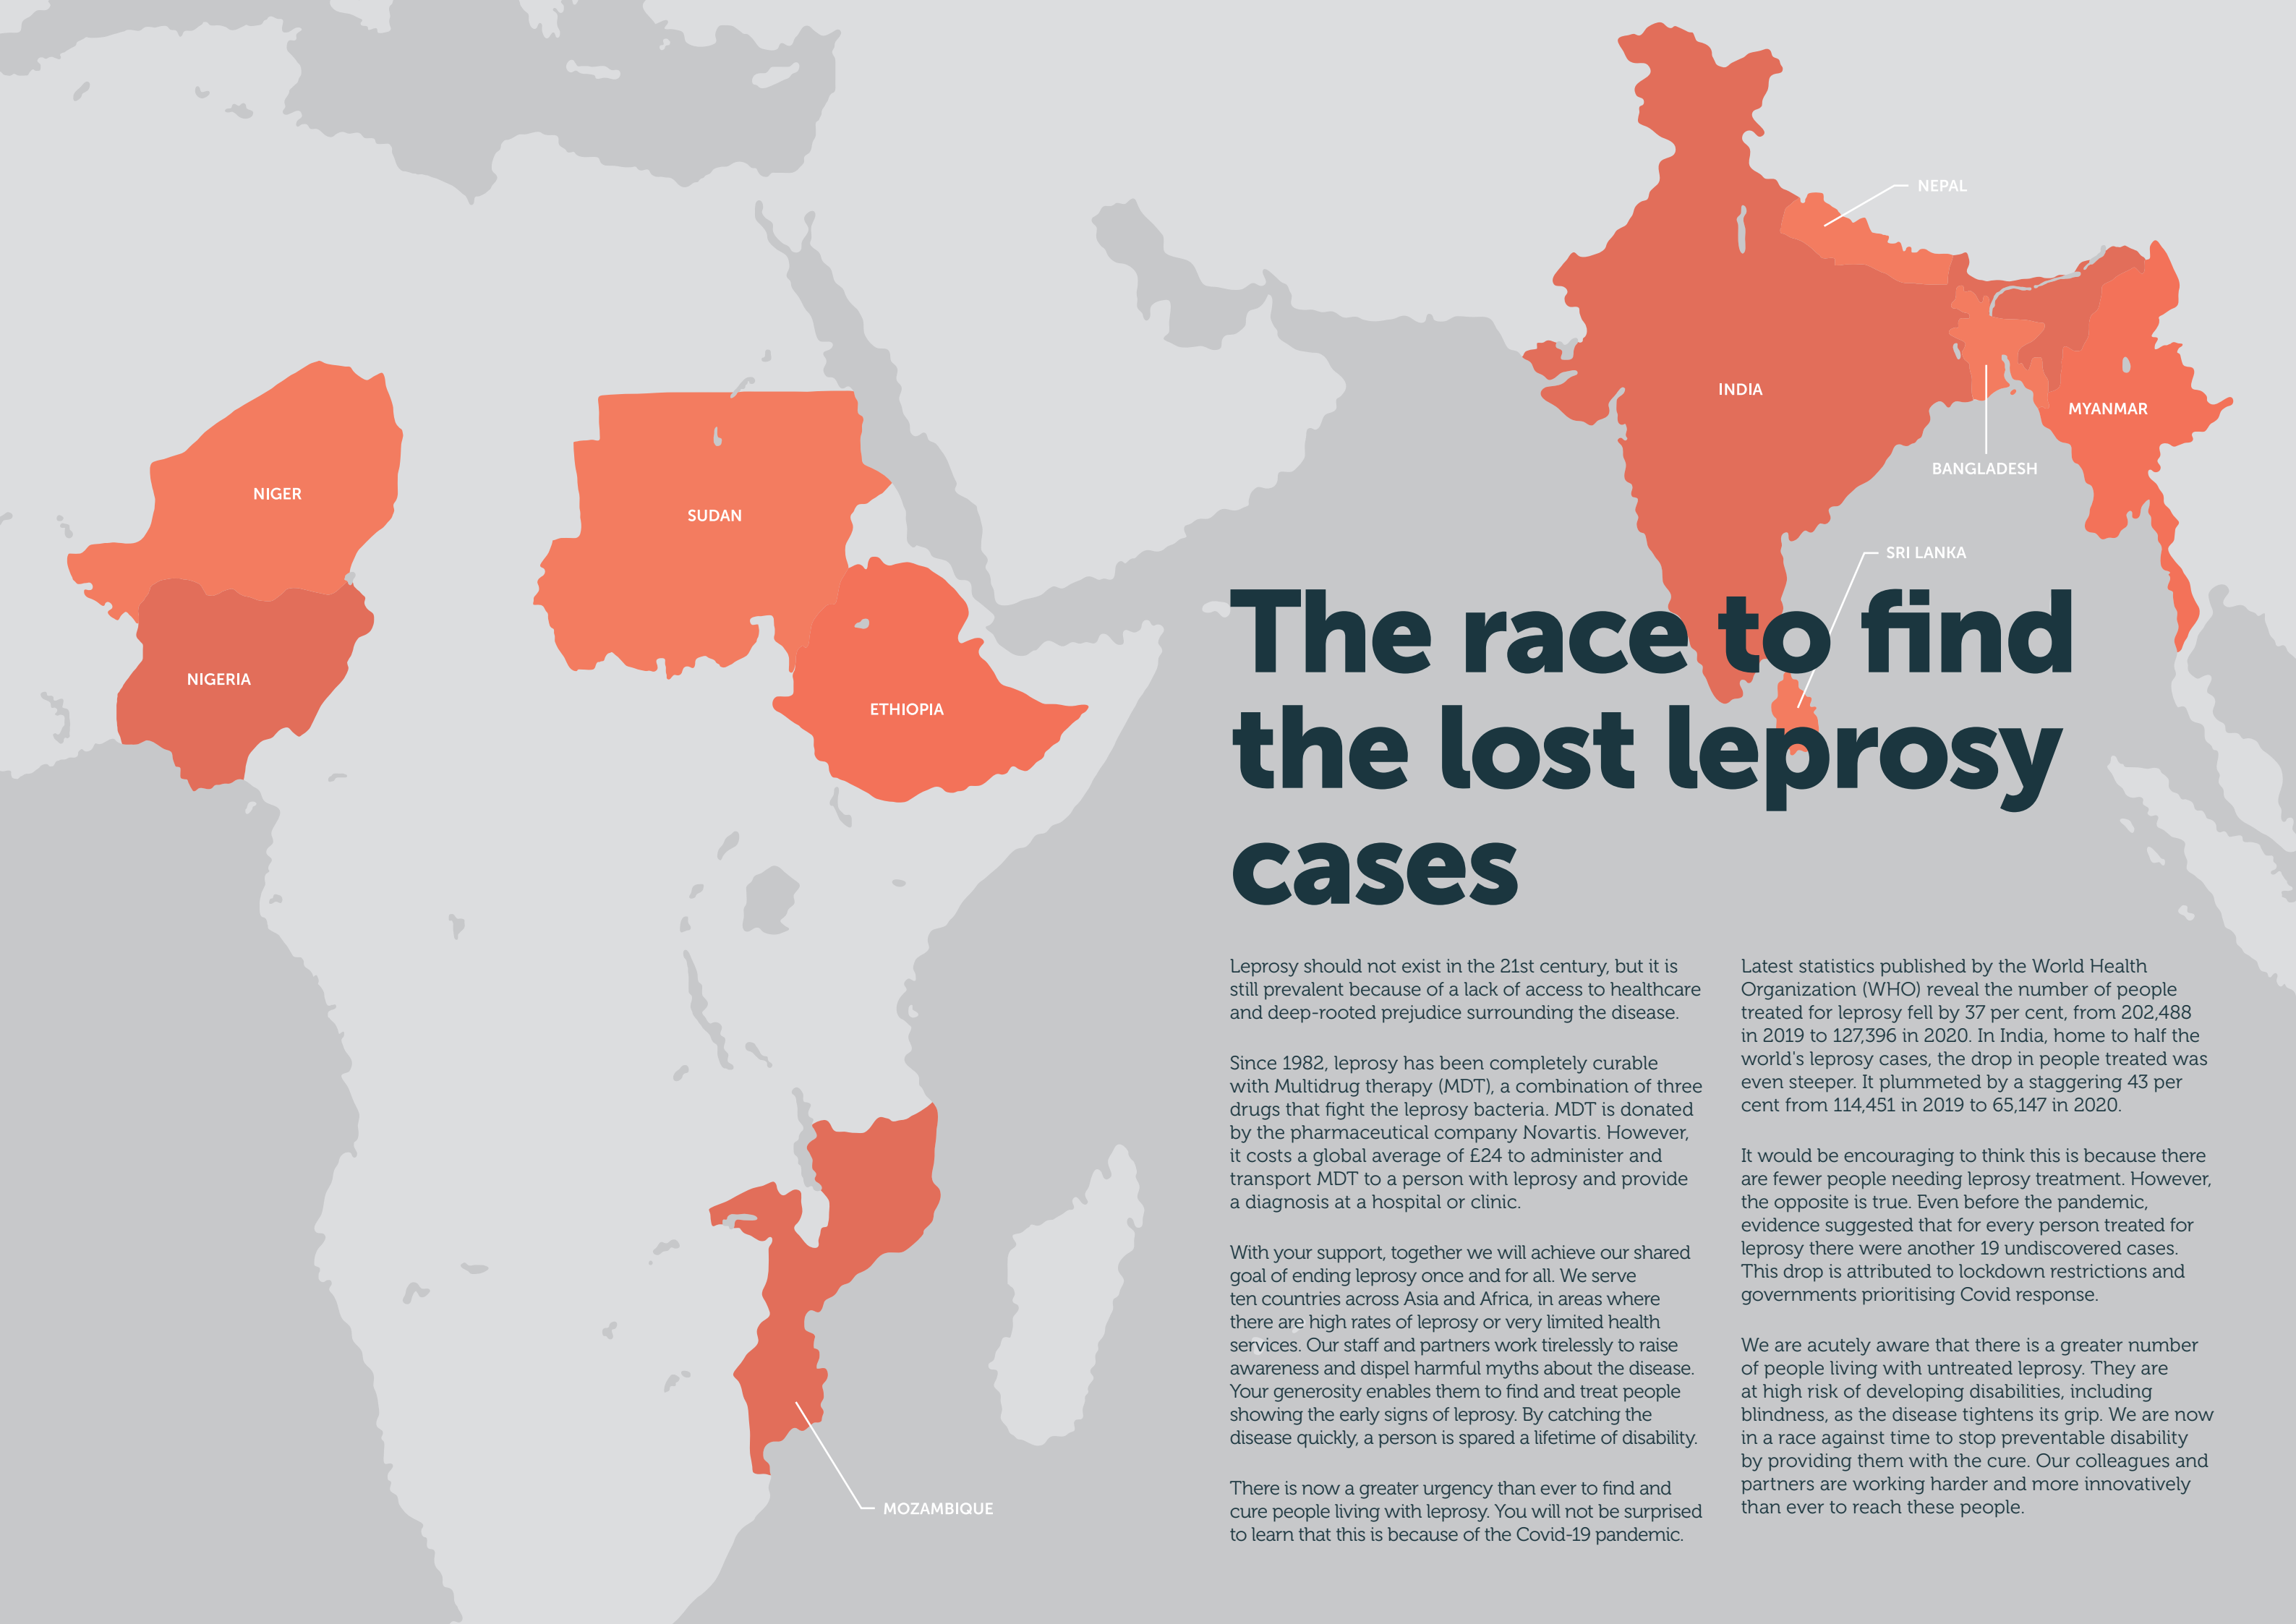 NEPAL
INDIA
MYANMAR
BANGLADESH
NIGER
SUDAN
SRI LANKA
NIGERIA
ETHIOPIA
MOZAMBIQUE
The race to find
the lost leprosy
cases
Leprosy should not exist in the 21st century, but it is
still prevalent because of a lack of access to healthcare
and deep-rooted prejudice surrounding the disease.
Since 1982, leprosy has been completely curable
with Multidrug therapy (MDT), a combination of three
drugs that fight the leprosy bacteria. MDT is donated
by the pharmaceutical company Novartis. However,
it costs a global average of £24 to administer and
transport MDT to a person with leprosy and provide
a diagnosis at a hospital or clinic.
With your support, together we will achieve our shared
goal of ending leprosy once and for all. We serve
ten countries across Asia and Africa, in areas where
there are high rates of leprosy or very limited health
services. Our staff and partners work tirelessly to raise
awareness and dispel harmful myths about the disease.
Your generosity enables them to find and treat people
showing the early signs of leprosy. By catching the
disease quickly, a person is spared a lifetime of disability.
There is now a greater urgency than ever to find and
cure people living with leprosy. You will not be surprised
to learn that this is because of the Covid-19 pandemic.
Latest statistics published by the World Health
Organization (WHO) reveal the number of people
treated for leprosy fell by 37 per cent, from 202,488
in 2019 to 127,396 in 2020. In India, home to half the
world's leprosy cases, the drop in people treated was
even steeper. It plummeted by a staggering 43 per
cent from 114,451 in 2019 to 65,147 in 2020.
It would be encouraging to think this is because there
are fewer people needing leprosy treatment. However,
the opposite is true. Even before the pandemic,
evidence suggested that for every person treated for
leprosy there were another 19 undiscovered cases.
This drop is attributed to lockdown restrictions and
governments prioritising Covid response.
We are acutely aware that there is a greater number
of people living with untreated leprosy. They are
at high risk of developing disabilities, including
blindness, as the disease tightens its grip. We are now
in a race against time to stop preventable disability
by providing them with the cure. Our colleagues and
partners are working harder and more innovatively
than ever to reach these people.